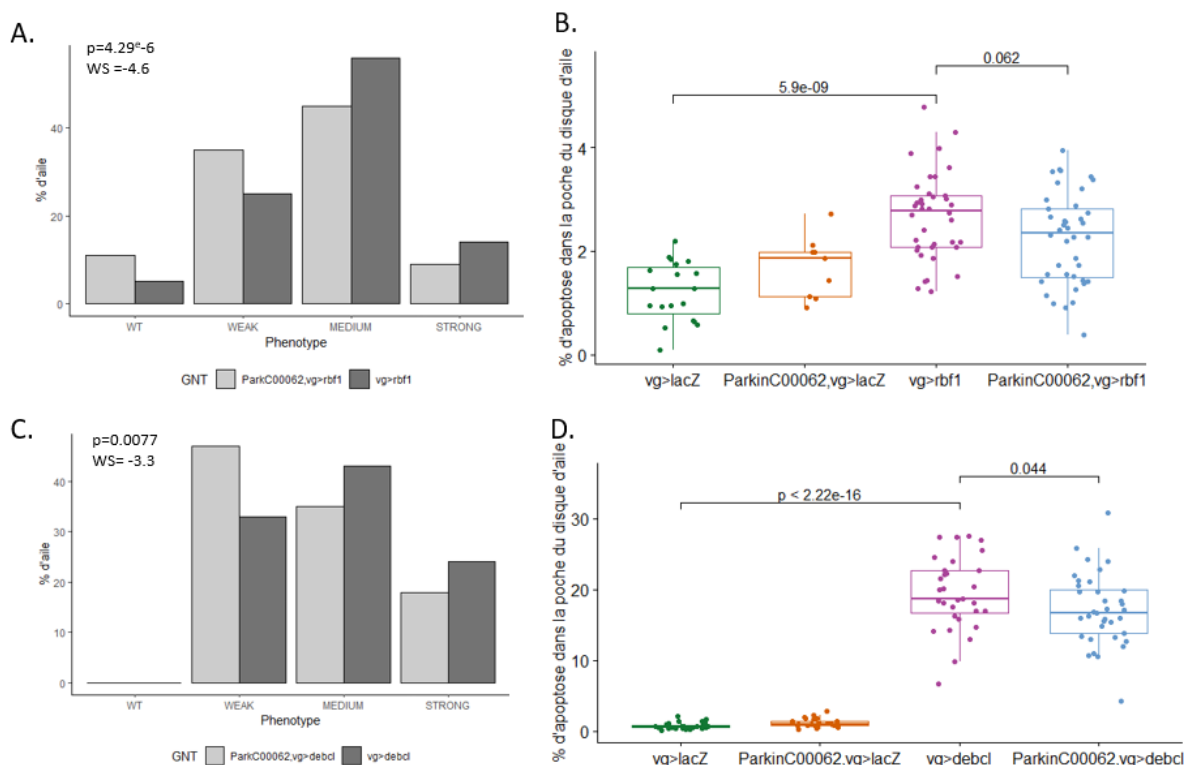 A.
p=4.29ᵉ-6
WS =-4.6
% d'aile
40
20
0
WT WEAK MEDIUM STRONG
Phenotype
GNT ParkC00062,vg>rbf1 vg>rbf1
B.
% d'apoptose dans la poche du disque d'aile
0.062
5.9e-09
4
2
0
vg>lacZ ParkinC00062,vg>lacZ vg>rbf1 ParkinC00062,vg>rbf1
C.
p=0.0077
WS= -3.3
% d'aile
40
30
20
10
0
WT WEAK MEDIUM STRONG
Phenotype
GNT ParkC00062,vg>debcl vg>debcl
D.
% d'apoptose dans la poche du disque d'aile
0.044
p < 2.22e-16
30
20
10
0
vg>lacZ ParkinC00062,vg>lacZ vg>debcl ParkinC00062,vg>debcl